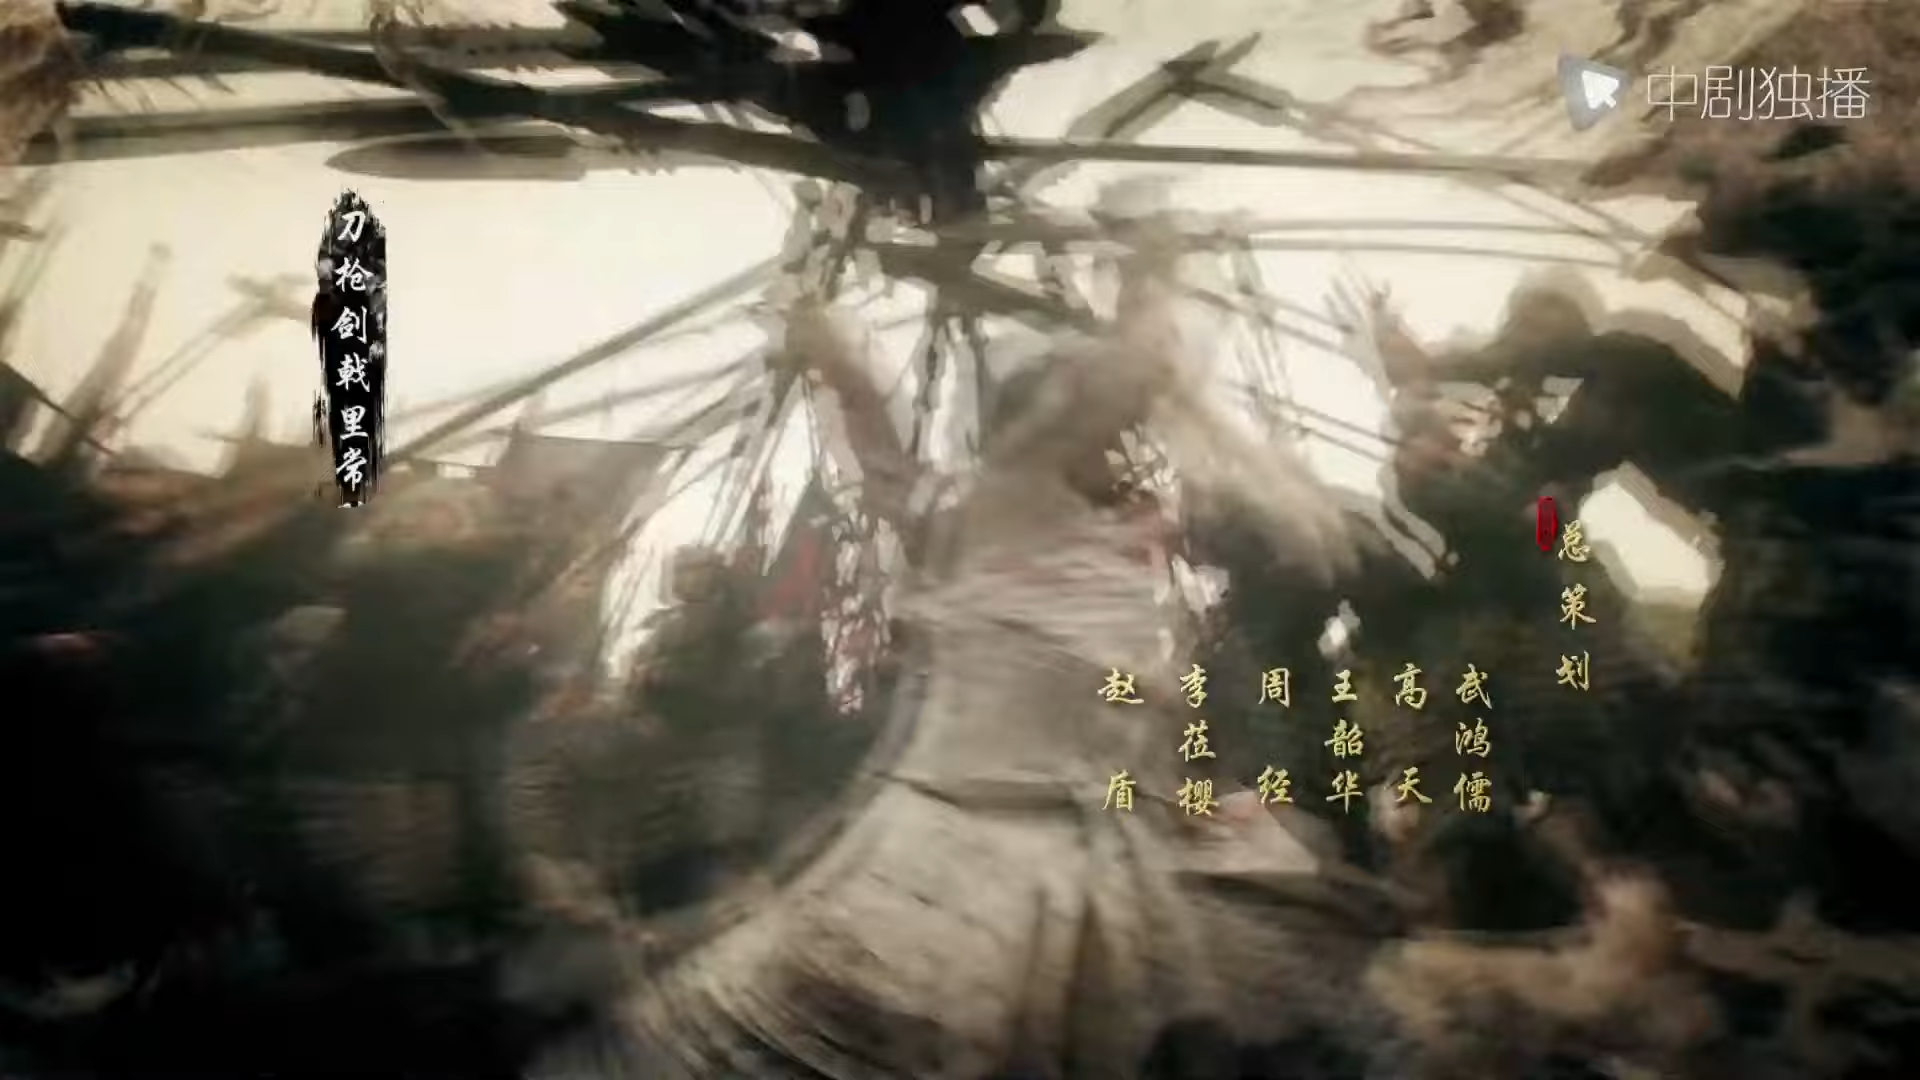 中剧独播
总策划
武鸿儒
高天
王韶华
周经
李莅樱
赵盾
刀枪剑戟里常